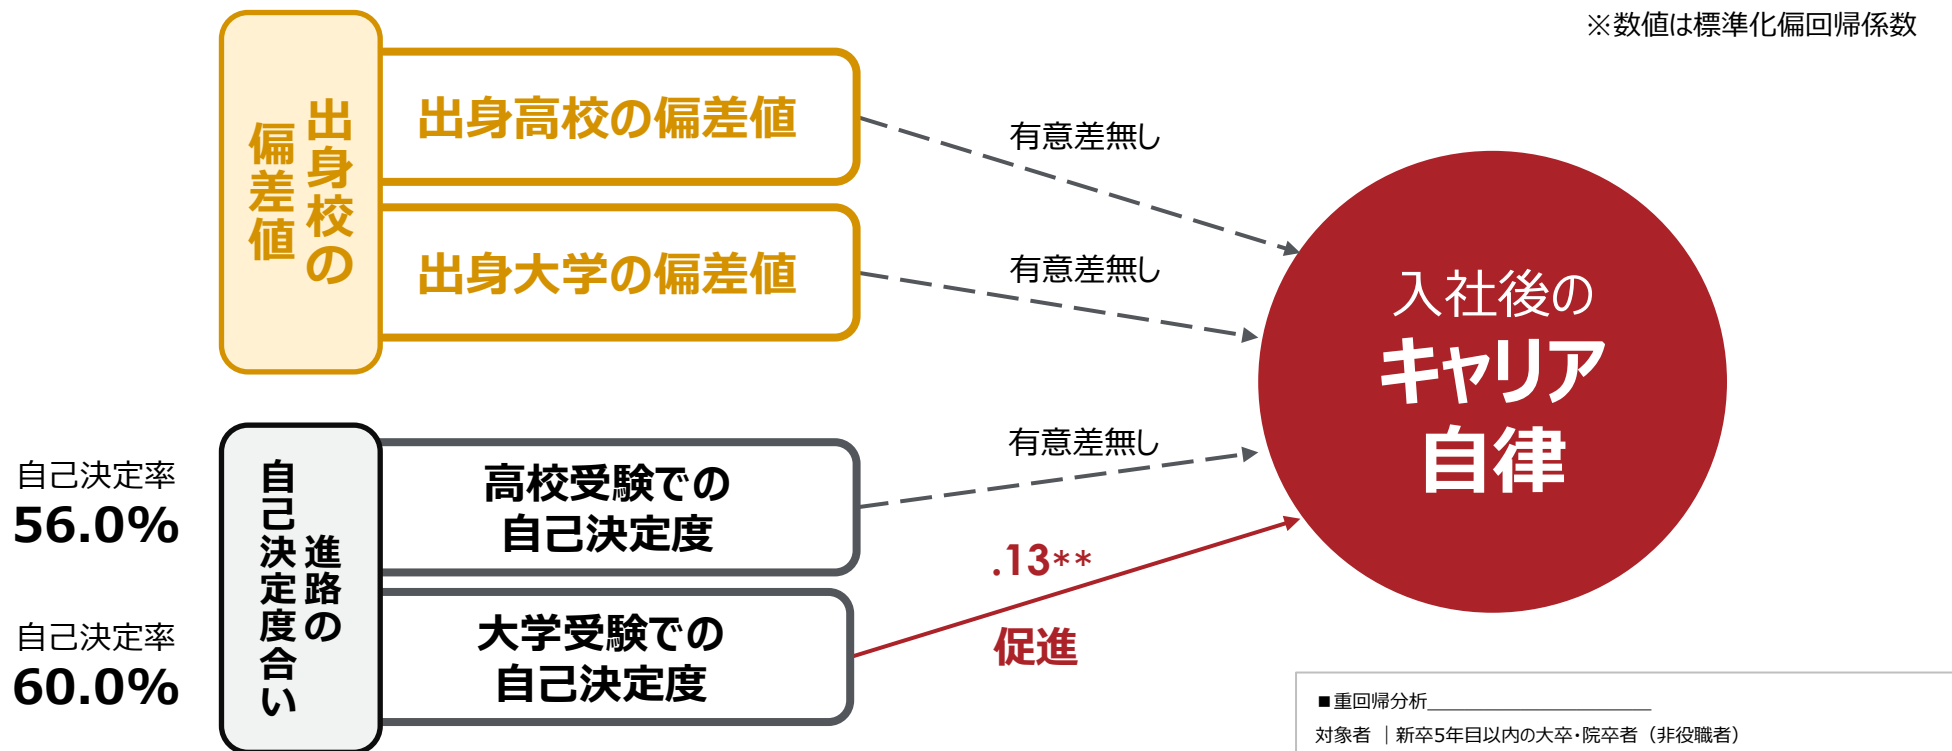 ※数値は標準化偏回帰係数
出身校の
偏差値
出身高校の偏差値
有意差無し
出身大学の偏差値
有意差無し
入社後の
キャリア
自律
自己決定率
56.0%
自己決定率
60.0%
進路の
自己決定度合い
高校受験での
自己決定度
有意差無し
大学受験での
自己決定度
.13**
促進
■重回帰分析
対象者 | 新卒5年目以内の大卒・院卒者（非役職者）